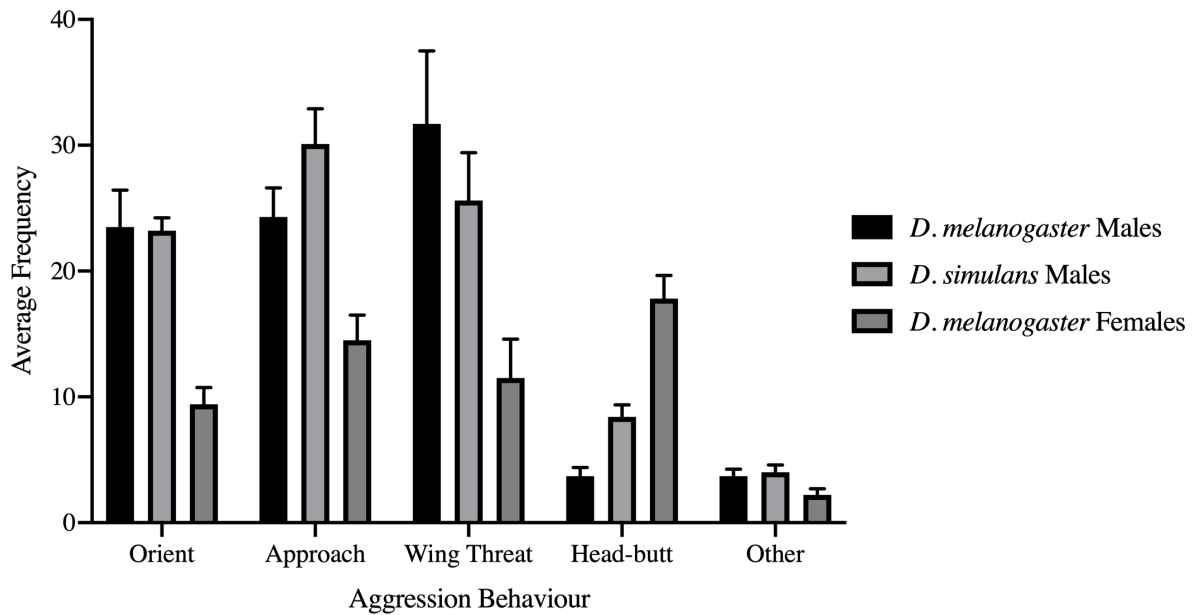 40
30
20
10
0
Average Frequency
Orient
Approach
Wing Threat
Head-butt
Other
Aggression Behaviour
D. melanogaster Males
D. simulans Males
D. melanogaster Females